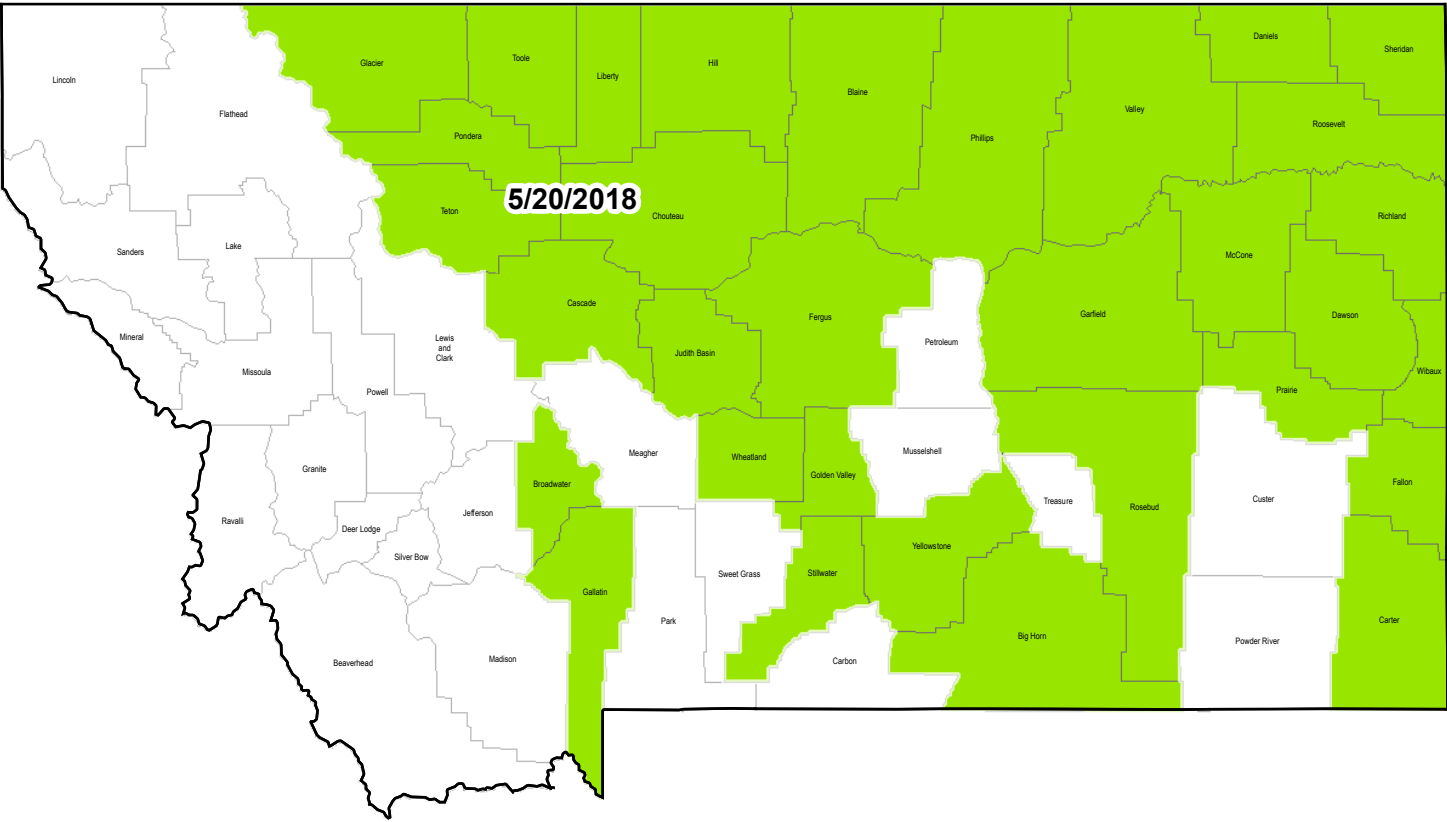 Daniels
Sheridan
Toole
Glacier
Hill
Liberty
Lincoln
Blaine
Valley
Flathead
Roosevelt
Pondera
Phillips
5/20/2018
Teton
Chouteau
Richland
Lake
Sanders
McCone
Cascade
Garfield
Dawson
Fergus
Mineral
Lewis
and
Clark
Petroleum
Judith Basin
Missoula
Wibaux
Powell
Prairie
Musselshell
Meagher
Wheatland
Granite
Golden Valley
Broadwater
Fallon
Custer
Treasure
Rosebud
Jefferson
Ravalli
Deer Lodge
Yellowstone
Silver Bow
Sweet Grass
Stillwater
Gallatin
Park
Carter
Big Horn
Powder River
Madison
Carbon
Beaverhead